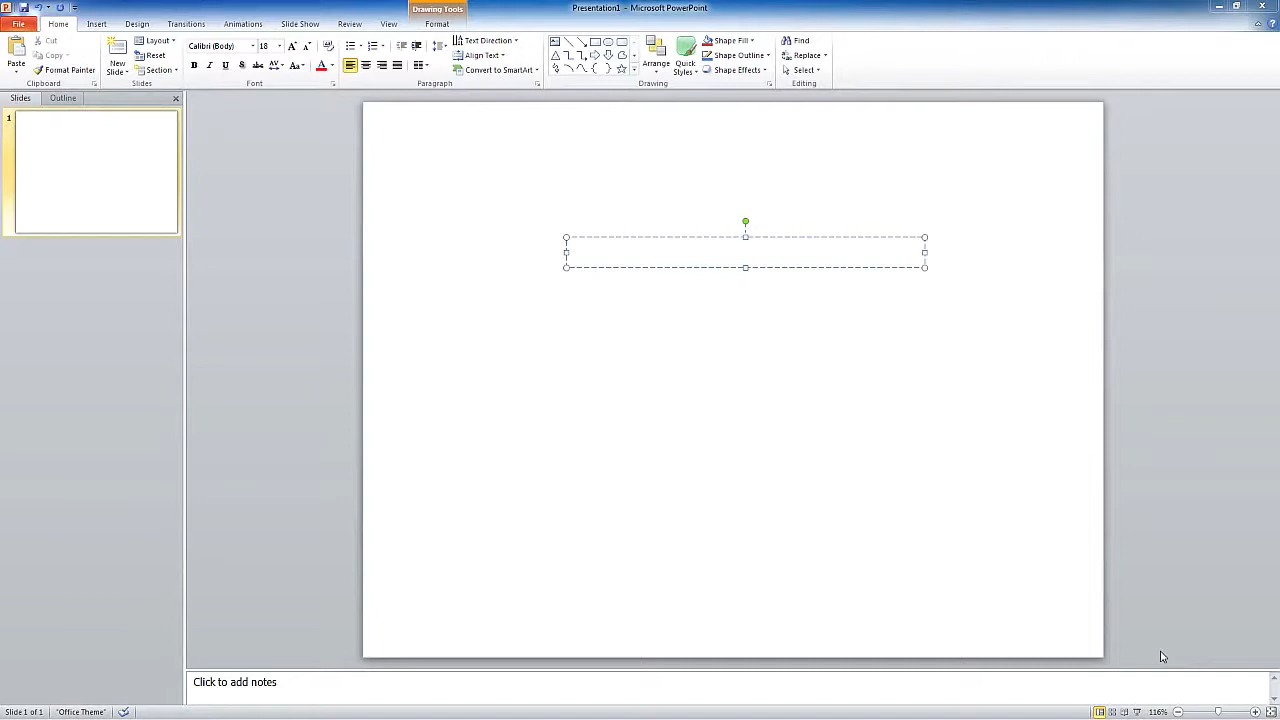 Drawing Tools
Presentation1 - Microsoft PowerPoint
File Home Insert Design Transitions Animations Slide Show Review View Format
Paste
Cut
Copy
Format Painter
Clipboard
New Slide
Layout
Reset
Section
Slides
Calibri (Body) 18
B I U S abc AV Aa A
Font
Text Direction
Align Text
Convert to SmartArt
Paragraph
Arrange
Quick Styles
Shape Fill
Shape Outline
Shape Effects
Drawing
Find
Replace
Select
Editing
Slides Outline
1
Click to add notes
Slide 1 of 1 "Office Theme" 116%